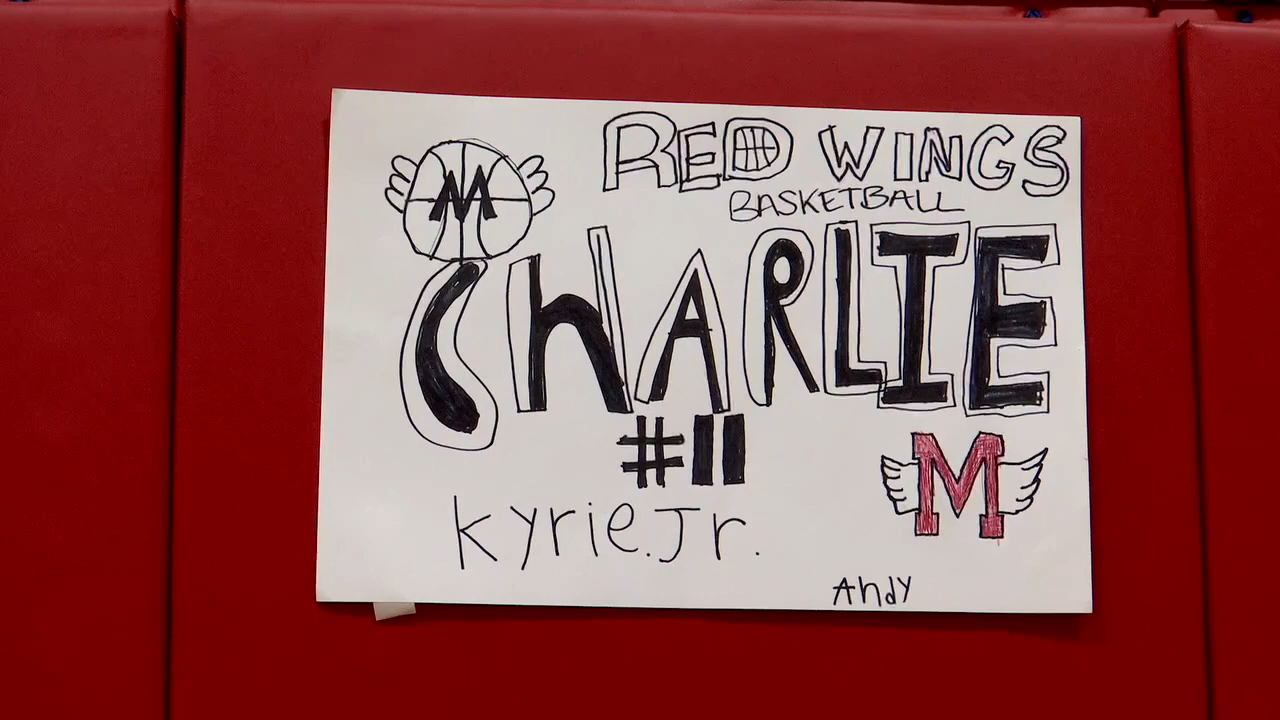 M
RED WINGS
BASKETBALL
CHARLIE
#11
M
Kyrie.Jr.
Andy